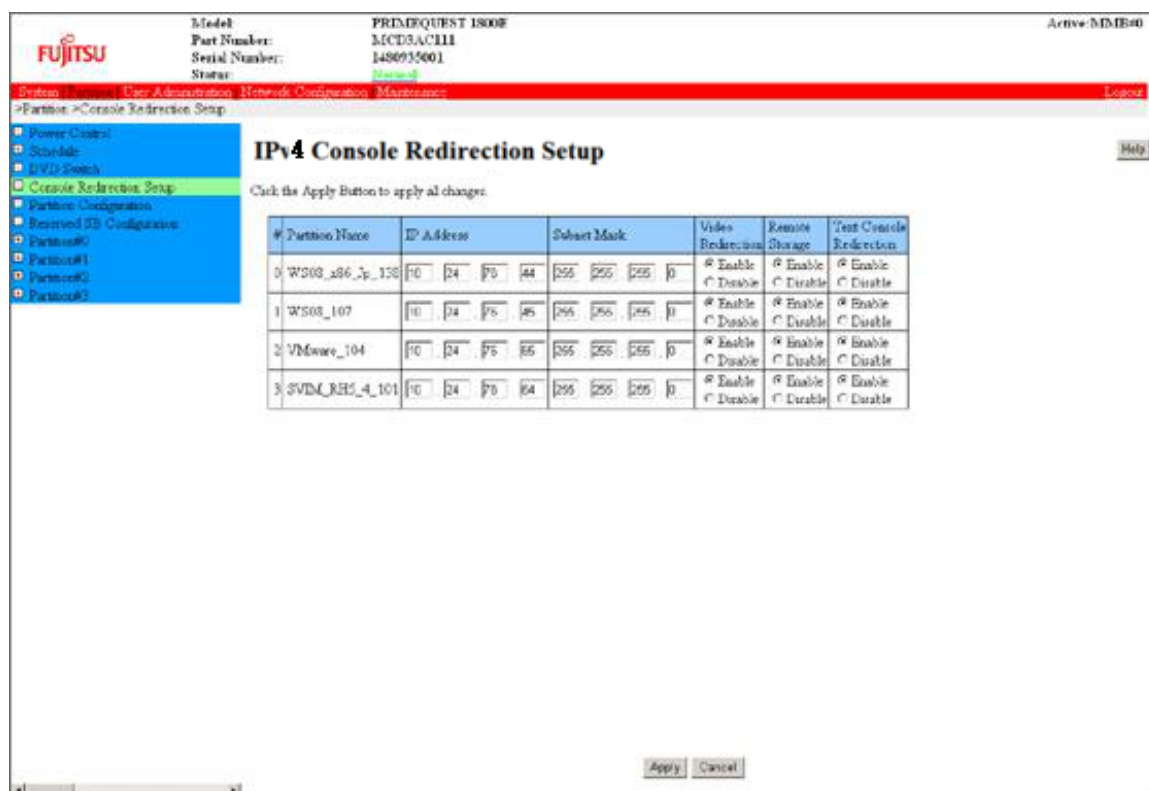 FUJITSU
Model: PRIMEQUEST 1800E
Part Number: MCD3AC111
Serial Number: 1480935001
Status: Normal
Active:MMB#0
System Partition User Administration Network Configuration Maintenance Logout
>Partition >Console Redirection Setup
Power Control
Schedule
DVD Switch
Console Redirection Setup
Partition Configuration
Reserved SB Configuration
Partition#0
Partition#1
Partition#2
Partition#3
IPv4 Console Redirection Setup
Help
Click the Apply Button to apply all changes.
# Partition Name IP Address Subnet Mask Video Redirection Remote Storage Text Console Redirection
0 WS08_x86_Jp_138 10 . 24 . 76 . 44 255 . 255 . 255 . 0 Enable Enable Enable
Disable Disable Disable
1 WS08_107 10 . 24 . 76 . 45 255 . 255 . 255 . 0 Enable Enable Enable
Disable Disable Disable
2 VMware_104 10 . 24 . 76 . 65 255 . 255 . 255 . 0 Enable Enable Enable
Disable Disable Disable
3 SVIM_RH5_4_101 10 . 24 . 76 . 64 255 . 255 . 255 . 0 Enable Enable Enable
Disable Disable Disable
Apply Cancel